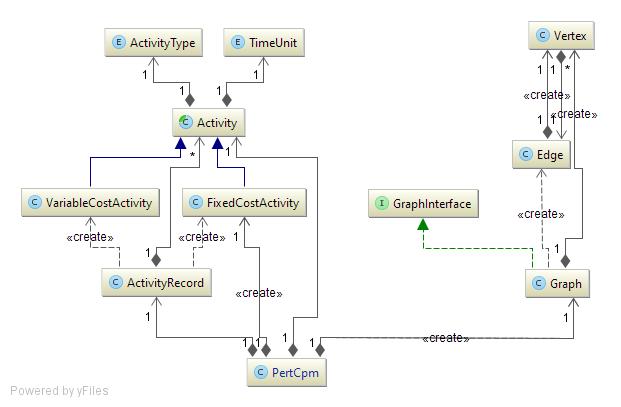 E ActivityType
E TimeUnit
C Vertex
1
1
1
1
1
1
*
«create»
«create»
C Activity
1
1
*
1
C Edge
C VariableCostActivity
C FixedCostActivity
I GraphInterface
«create»
«create»
«create»
1
1
1
C ActivityRecord
C Graph
«create»
1
1
1
1
1
1
«create»
C PertCpm
Powered by yFiles